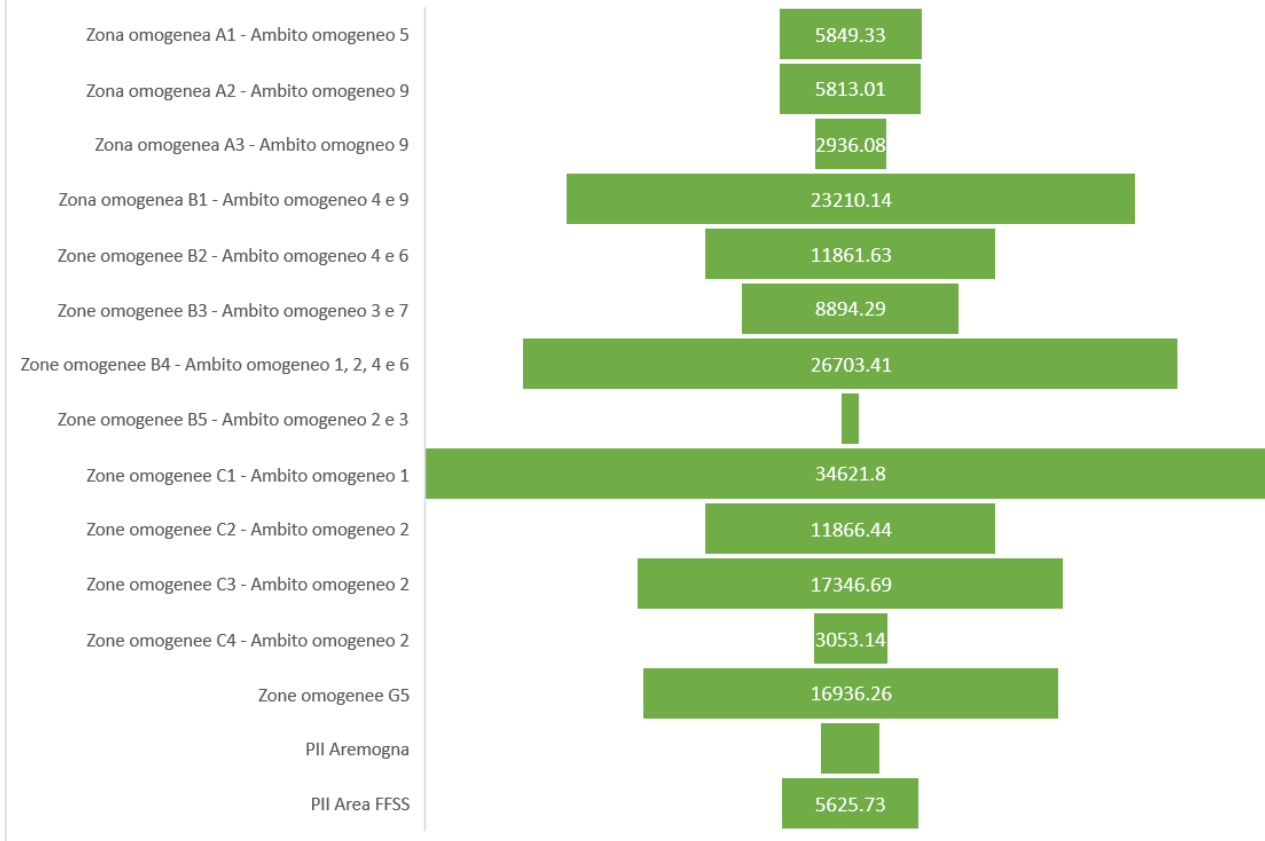 Zona omogenea A1 - Ambito omogeneo 5 5849.33
Zona omogenea A2 - Ambito omogeneo 9 5813.01
Zona omogenea A3 - Ambito omogneo 9 2936.08
Zona omogenea B1 - Ambito omogeneo 4 e 9 23210.14
Zone omogenee B2 - Ambito omogeneo 4 e 6 11861.63
Zone omogenee B3 - Ambito omogeneo 3 e 7 8894.29
Zone omogenee B4 - Ambito omogeneo 1, 2, 4 e 6 26703.41
Zone omogenee B5 - Ambito omogeneo 2 e 3
Zone omogenee C1 - Ambito omogeneo 1 34621.8
Zone omogenee C2 - Ambito omogeneo 2 11866.44
Zone omogenee C3 - Ambito omogeneo 2 17346.69
Zone omogenee C4 - Ambito omogeneo 2 3053.14
Zone omogenee G5 16936.26
PII Aremogna
PII Area FFSS 5625.73